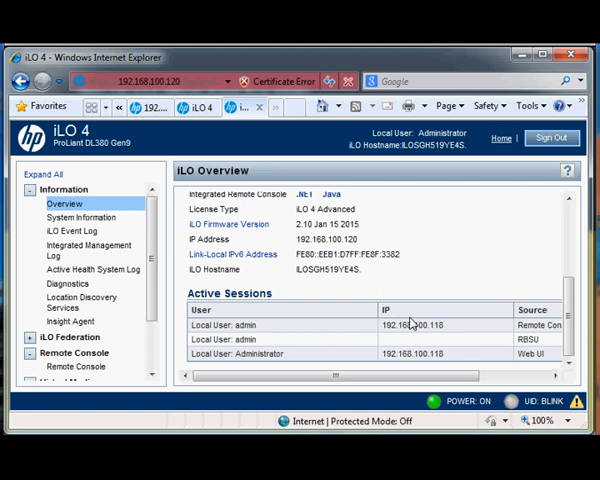 iLO 4 - Windows Internet Explorer
192.168.100.120
Certificate Error
Google
Favorites
192....
iLO 4
i...
Page
Safety
Tools
hp
iLO 4
ProLiant DL380 Gen9
Local User: Administrator
iLO Hostname:ILOSGH519YE4S.
Home
Sign Out
Expand All
Information
Overview
System Information
iLO Event Log
Integrated Management
Log
Active Health System Log
Diagnostics
Location Discovery
Services
Insight Agent
iLO Federation
Remote Console
Remote Console
Virtual Media
iLO Overview
?
Integrated Remote Console .NET Java
License Type iLO 4 Advanced
iLO Firmware Version 2.10 Jan 15 2015
IP Address 192.168.100.120
Link-Local IPv6 Address FE80::EEB1:D7FF:FE8F:3382
iLO Hostname ILOSGH519YE4S.
Active Sessions
User IP Source
Local User: admin 192.168.100.118 Remote Con
Local User: admin RBSU
Local User: Administrator 192.168.100.118 Web UI
POWER: ON UID: BLINK
Internet | Protected Mode: Off
100%